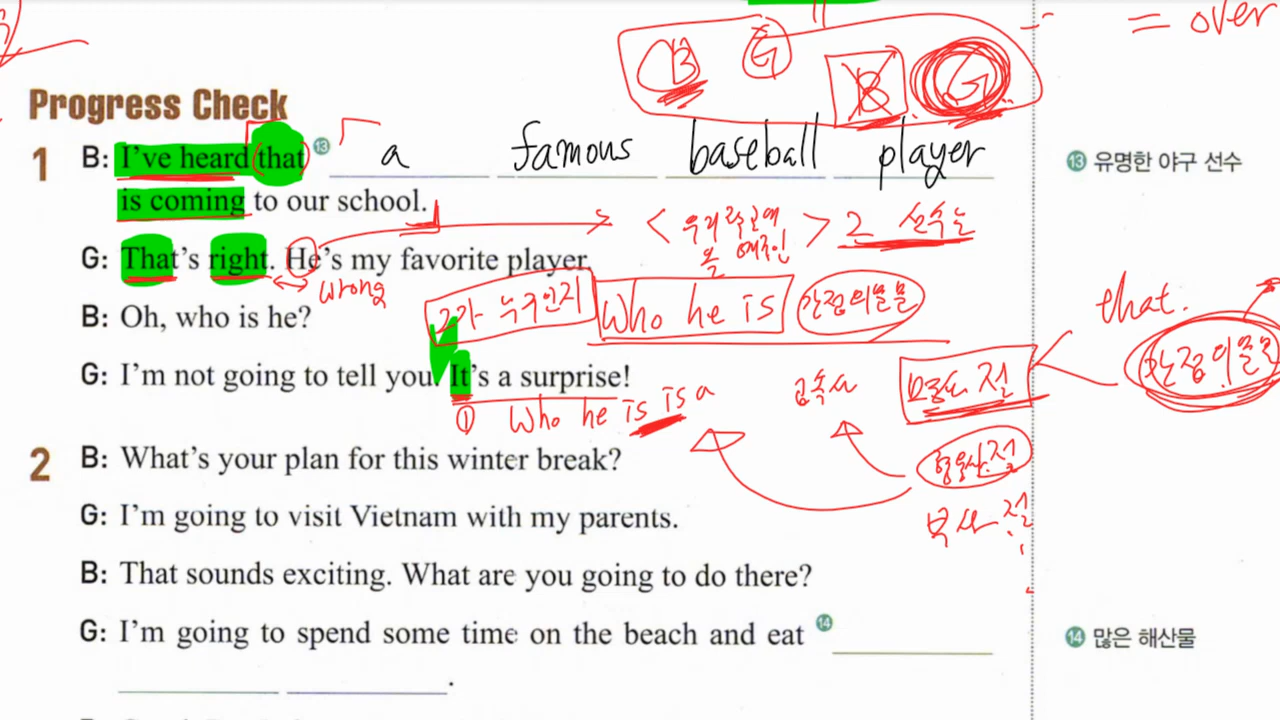 = over
B G B G
Progress Check
1 B: I've heard that ⑬ a famous baseball player
⑬ 유명한 야구 선수
is coming to our school.
< 우리학교에 올 예정인 > 그 선수는
G: That's right. He's my favorite player.
wrong
그가 누구인지 Who he is 간접의문문
that.
B: Oh, who is he?
G: I'm not going to tell you. It's a surprise!
접속사 명사절 간접의문문
① Who he is is a
형용사절
2 B: What's your plan for this winter break?
G: I'm going to visit Vietnam with my parents.
부사절
B: That sounds exciting. What are you going to do there?
G: I'm going to spend some time on the beach and eat ⑭
⑭ 많은 해산물
.